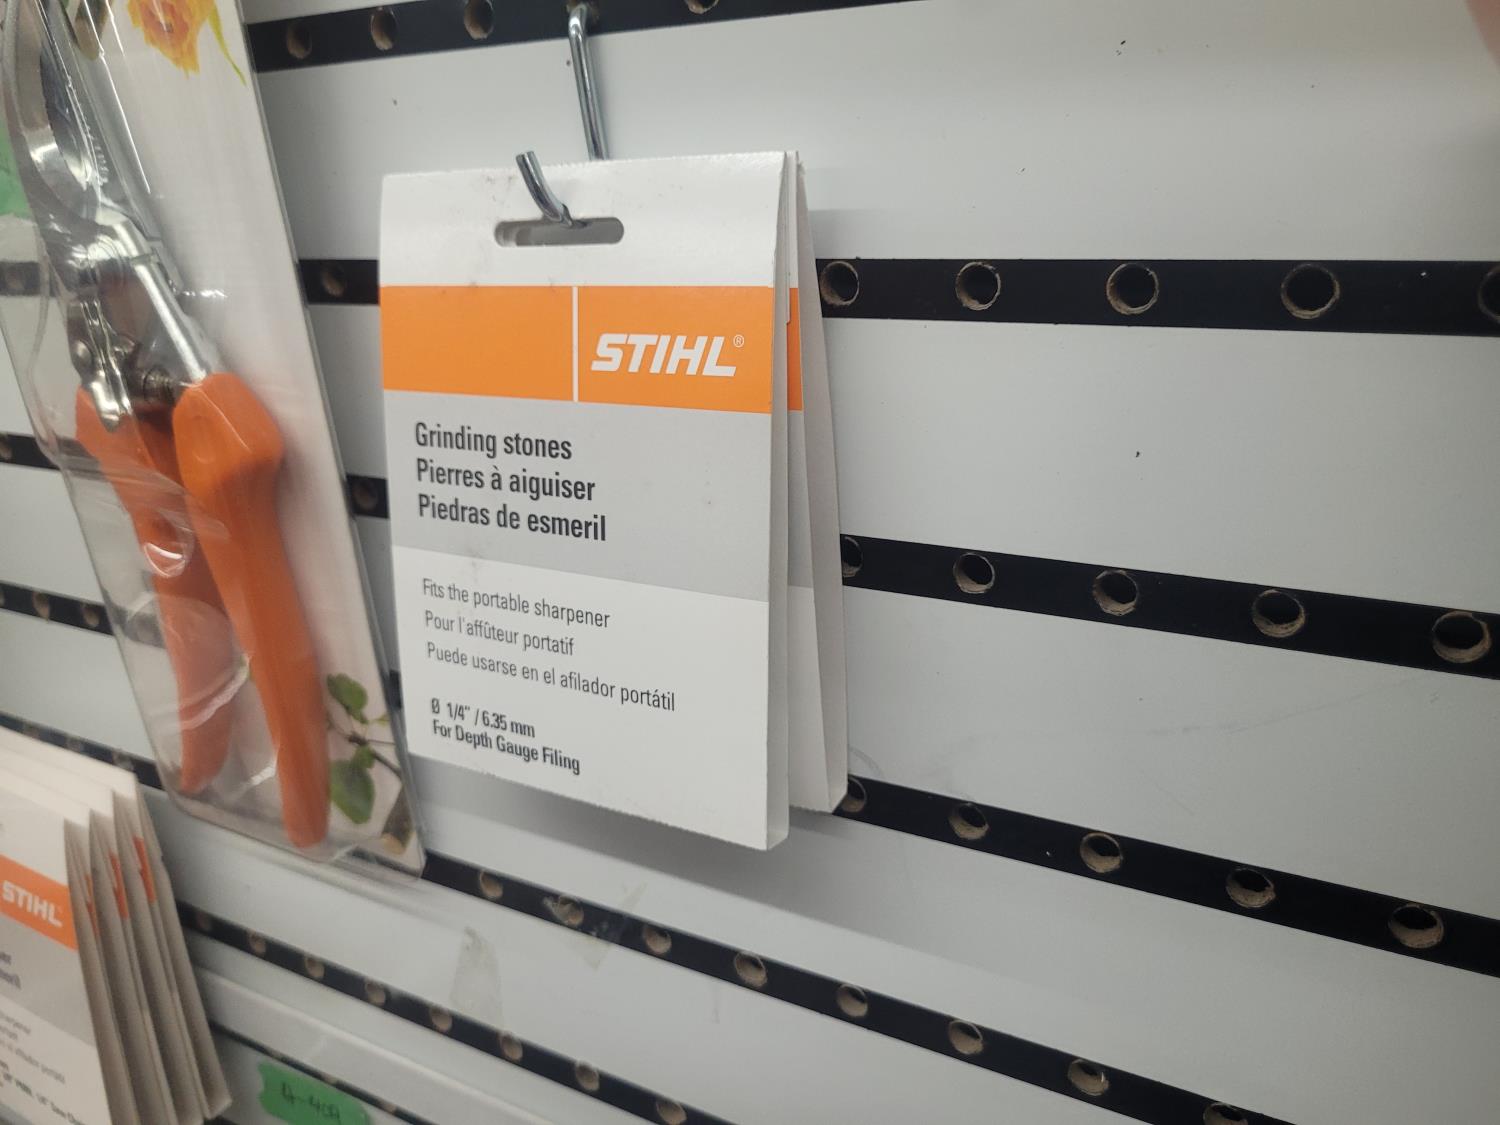 STIHL®
Grinding stones
Pierres à aiguiser
Piedras de esmeril
Fits the portable sharpener
Pour l'affûteur portatif
Puede usarse en el afilador portátil
Ø 1/4" / 6.35 mm
For Depth Gauge Filing
STIHL